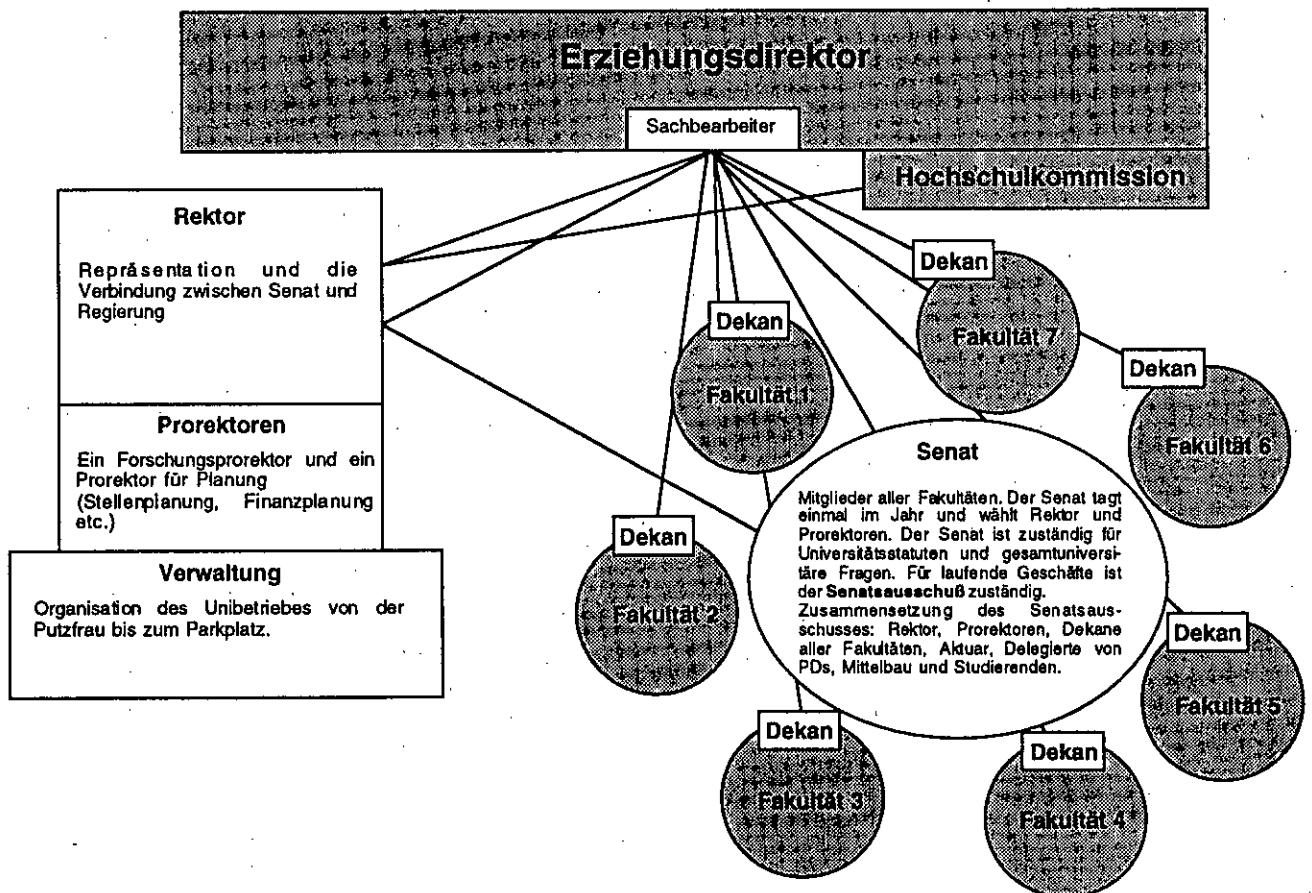 Erziehungsdirektor
Sachbearbeiter
Hochschulkommission
Rektor
Repräsentation und die
Verbindung zwischen Senat und
Regierung
Prorektoren
Ein Forschungsprorektor und ein
Prorektor für Planung
(Stellenplanung, Finanzplanung
etc.)
Verwaltung
Organisation des Unibetriebes von der
Putzfrau bis zum Parkplatz.
Dekan
Fakultät 1
Dekan
Fakultät 2
Dekan
Fakultät 3
Dekan
Fakultät 4
Dekan
Fakultät 5
Dekan
Fakultät 6
Dekan
Fakultät 7
Senat
Mitglieder aller Fakultäten. Der Senat tagt
einmal im Jahr und wählt Rektor und
Prorektoren. Der Senat ist zuständig für
Universitätsstatuten und gesamtuniversi-
täre Fragen. Für laufende Geschäfte ist
der Senatsausschuß zuständig.
Zusammensetzung des Senatsaus-
schusses: Rektor, Prorektoren, Dekane
aller Fakultäten, Aktuar, Delegierte von
PDs, Mittelbau und Studierenden.